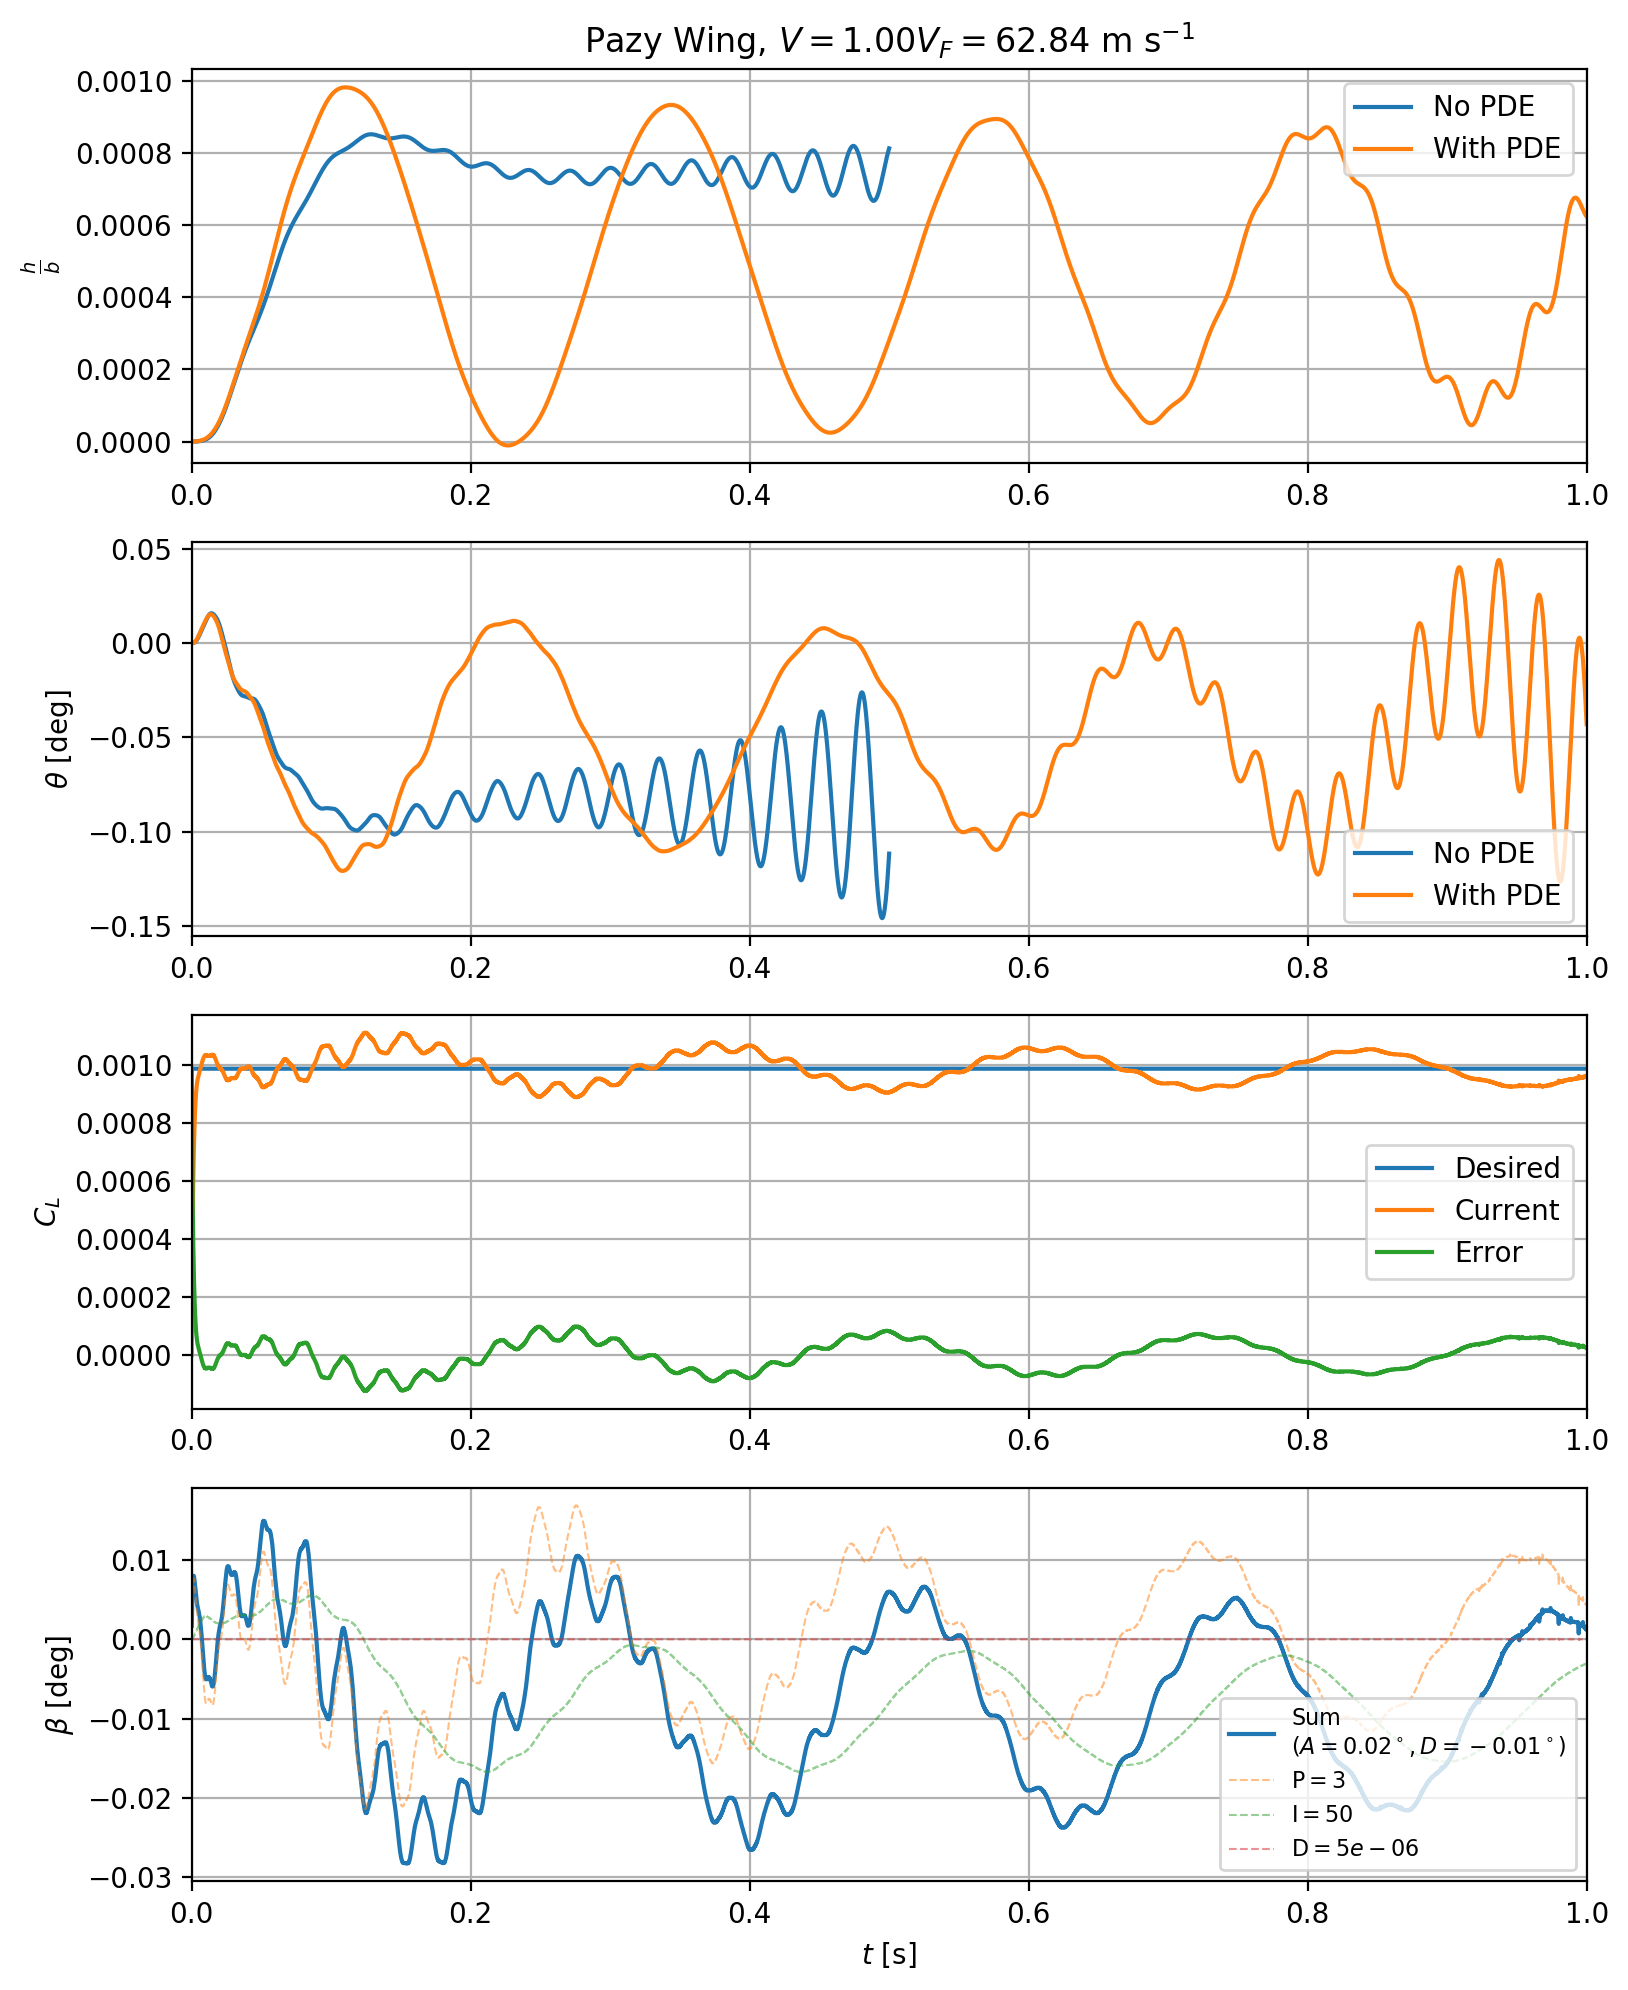 Pazy Wing, V = 1.00V_F = 62.84 m s⁻¹
0.0010
0.0008
0.0006
0.0004
0.0002
0.0000
h/b
No PDE
With PDE
0.0 0.2 0.4 0.6 0.8 1.0
0.05
0.00
−0.05
−0.10
−0.15
θ [deg]
No PDE
With PDE
0.0 0.2 0.4 0.6 0.8 1.0
0.0010
0.0008
0.0006
0.0004
0.0002
0.0000
C_L
Desired
Current
Error
0.0 0.2 0.4 0.6 0.8 1.0
0.01
0.00
−0.01
−0.02
−0.03
β [deg]
Sum
(A = 0.02°, D = −0.01°)
P = 3
I = 50
D = 5e − 06
0.0 0.2 0.4 0.6 0.8 1.0
t [s]